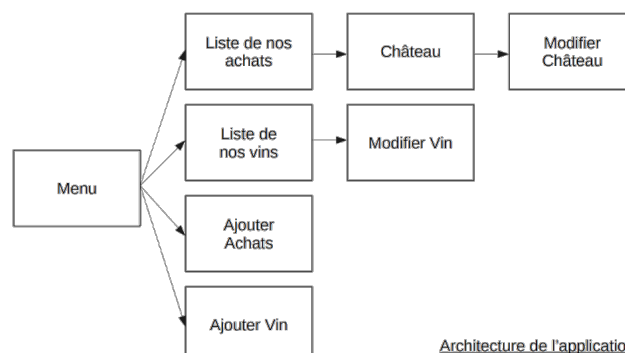 Liste de nos
achats
Château
Modifier
Château
Liste de
nos vins
Modifier Vin
Menu
Ajouter
Achats
Ajouter Vin
Architecture de l'applicatio